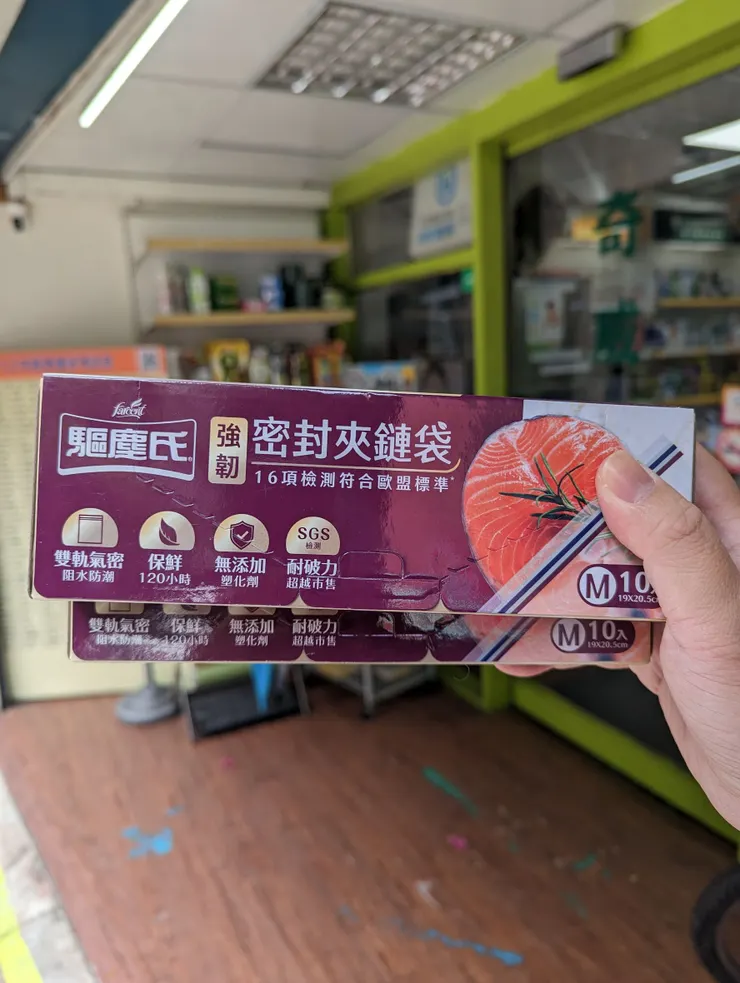 farcent
驅塵氏®
強韌
密封夾鏈袋
16項檢測符合歐盟標準*
雙軌氣密
阻水防潮
保鮮
120小時
無添加
塑化劑
SGS
檢測
耐破力
超越市售
M 10
19X20.5c
雙軌氣密
阻水防潮
保鮮
120小時
無添加
塑化劑
耐破力
超越市售
M 10入
19X20.5cm
奇